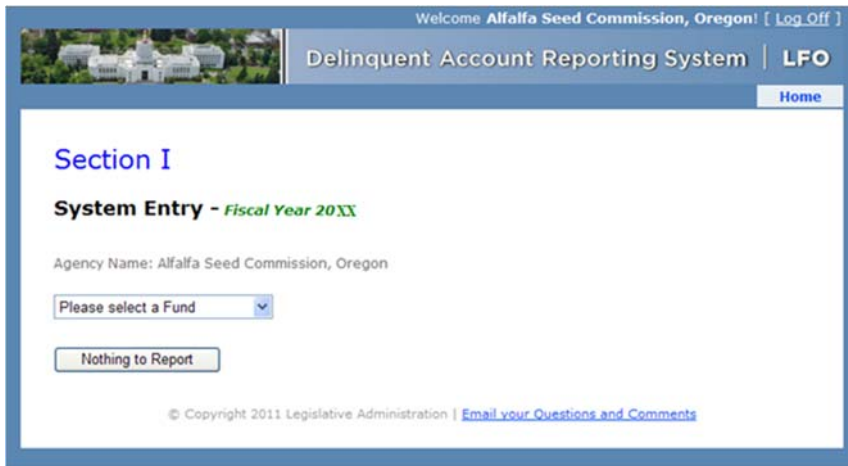 Welcome Alfalfa Seed Commission, Oregon! [ Log Off ]
Delinquent Account Reporting System | LFO
Home
Section I
System Entry - Fiscal Year 20XX
Agency Name: Alfalfa Seed Commission, Oregon
Please select a Fund
Nothing to Report
© Copyright 2011 Legislative Administration | Email your Questions and Comments